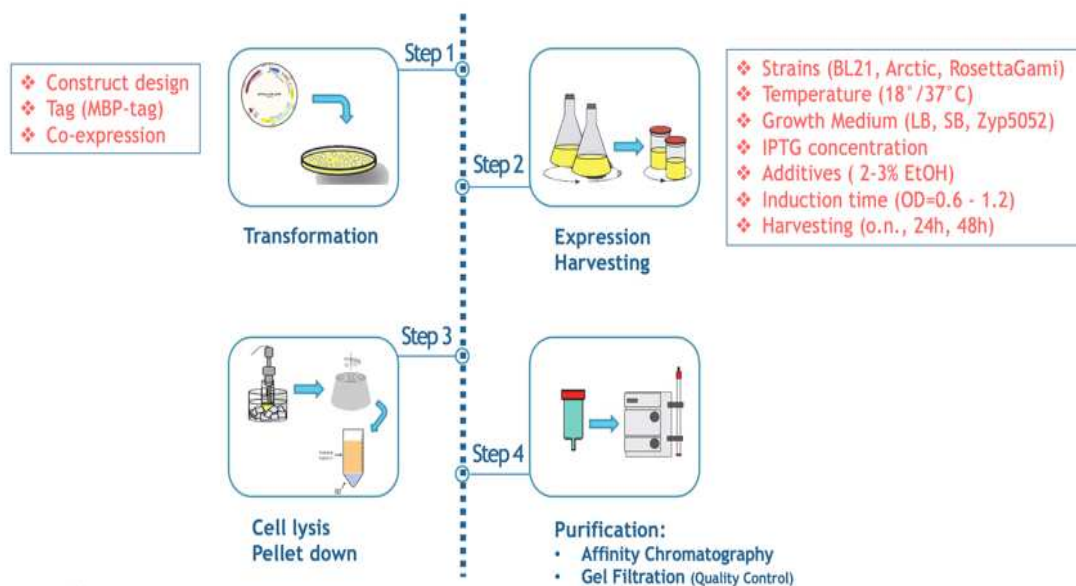 Step 1
❖ Construct design
❖ Tag (MBP-tag)
❖ Co-expression
Transformation
Step 2
❖ Strains (BL21, Arctic, RosettaGami)
❖ Temperature (18°/37°C)
❖ Growth Medium (LB, SB, Zyp5052)
❖ IPTG concentration
❖ Additives ( 2-3% EtOH)
❖ Induction time (OD=0.6 - 1.2)
❖ Harvesting (o.n., 24h, 48h)
Expression
Harvesting
Step 3
Cell lysis
Pellet down
Step 4
Purification:
• Affinity Chromatography
• Gel Filtration (Quality Control)